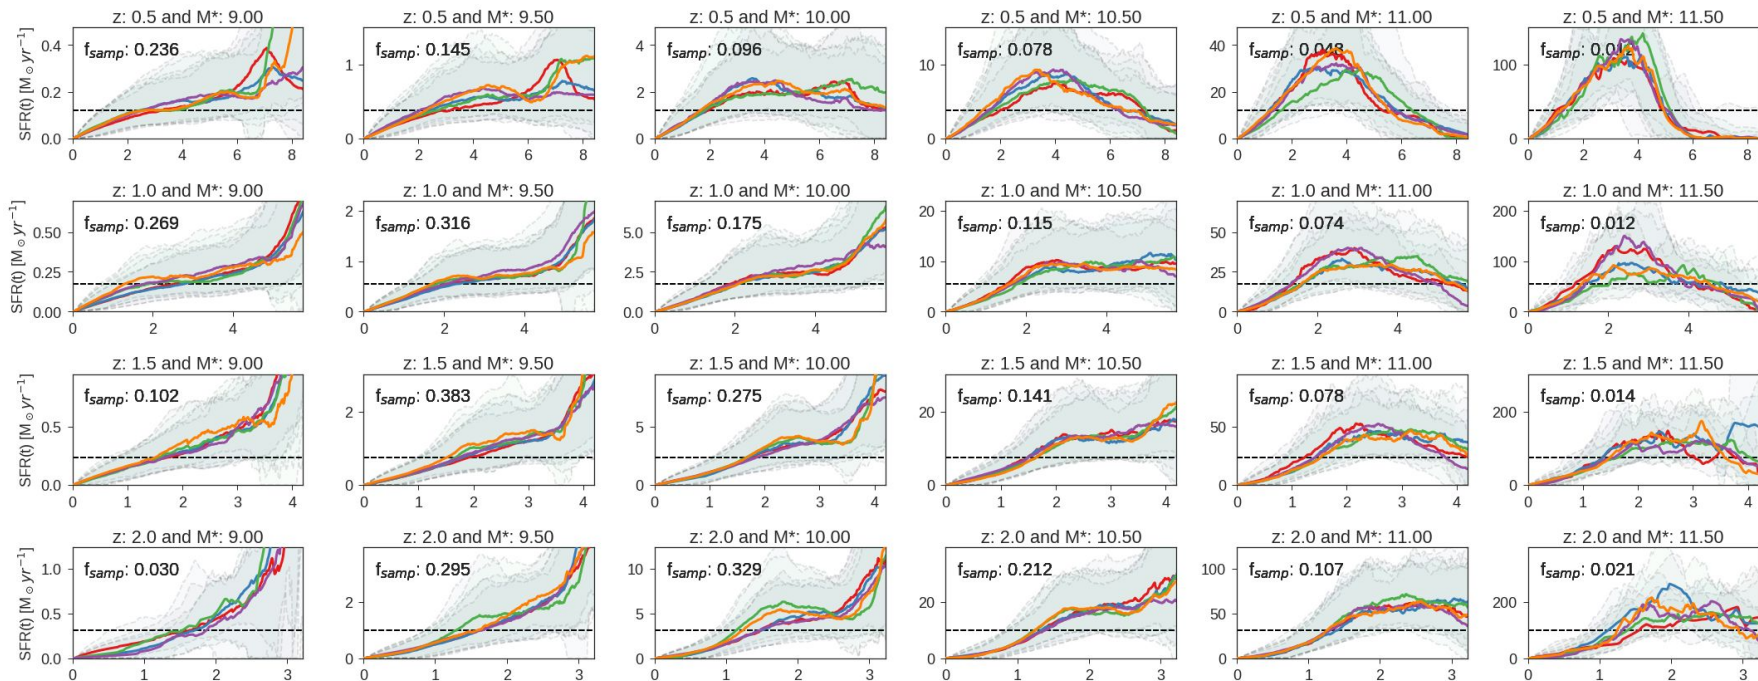 z: 0.5 and M*: 9.00
z: 0.5 and M*: 9.50
z: 0.5 and M*: 10.00
z: 0.5 and M*: 10.50
z: 0.5 and M*: 11.00
z: 0.5 and M*: 11.50
SFR(t) [M⊙yr⁻¹]
0.4
0.2
0.0
f_samp: 0.236
1
0
f_samp: 0.145
4
2
0
f_samp: 0.096
10
0
f_samp: 0.078
40
20
0
f_samp: 0.048
100
0
f_samp: 0.012
0 2 4 6 8
0 2 4 6 8
0 2 4 6 8
0 2 4 6 8
0 2 4 6 8
0 2 4 6 8
z: 1.0 and M*: 9.00
z: 1.0 and M*: 9.50
z: 1.0 and M*: 10.00
z: 1.0 and M*: 10.50
z: 1.0 and M*: 11.00
z: 1.0 and M*: 11.50
SFR(t) [M⊙yr⁻¹]
0.50
0.25
0.00
f_samp: 0.269
2
1
0
f_samp: 0.316
5.0
2.5
0.0
f_samp: 0.175
20
10
0
f_samp: 0.115
50
25
0
f_samp: 0.074
200
100
0
f_samp: 0.012
0 2 4
0 2 4
0 2 4
0 2 4
0 2 4
0 2 4
z: 1.5 and M*: 9.00
z: 1.5 and M*: 9.50
z: 1.5 and M*: 10.00
z: 1.5 and M*: 10.50
z: 1.5 and M*: 11.00
z: 1.5 and M*: 11.50
SFR(t) [M⊙yr⁻¹]
0.5
0.0
f_samp: 0.102
2
0
f_samp: 0.383
5
0
f_samp: 0.275
20
0
f_samp: 0.141
50
0
f_samp: 0.078
200
0
f_samp: 0.014
0 1 2 3 4
0 1 2 3 4
0 1 2 3 4
0 1 2 3 4
0 1 2 3 4
0 1 2 3 4
z: 2.0 and M*: 9.00
z: 2.0 and M*: 9.50
z: 2.0 and M*: 10.00
z: 2.0 and M*: 10.50
z: 2.0 and M*: 11.00
z: 2.0 and M*: 11.50
SFR(t) [M⊙yr⁻¹]
1.0
0.5
0.0
f_samp: 0.030
2
0
f_samp: 0.295
10
5
0
f_samp: 0.329
20
0
f_samp: 0.212
100
50
0
f_samp: 0.107
200
0
f_samp: 0.021
0 1 2 3
0 1 2 3
0 1 2 3
0 1 2 3
0 1 2 3
0 1 2 3